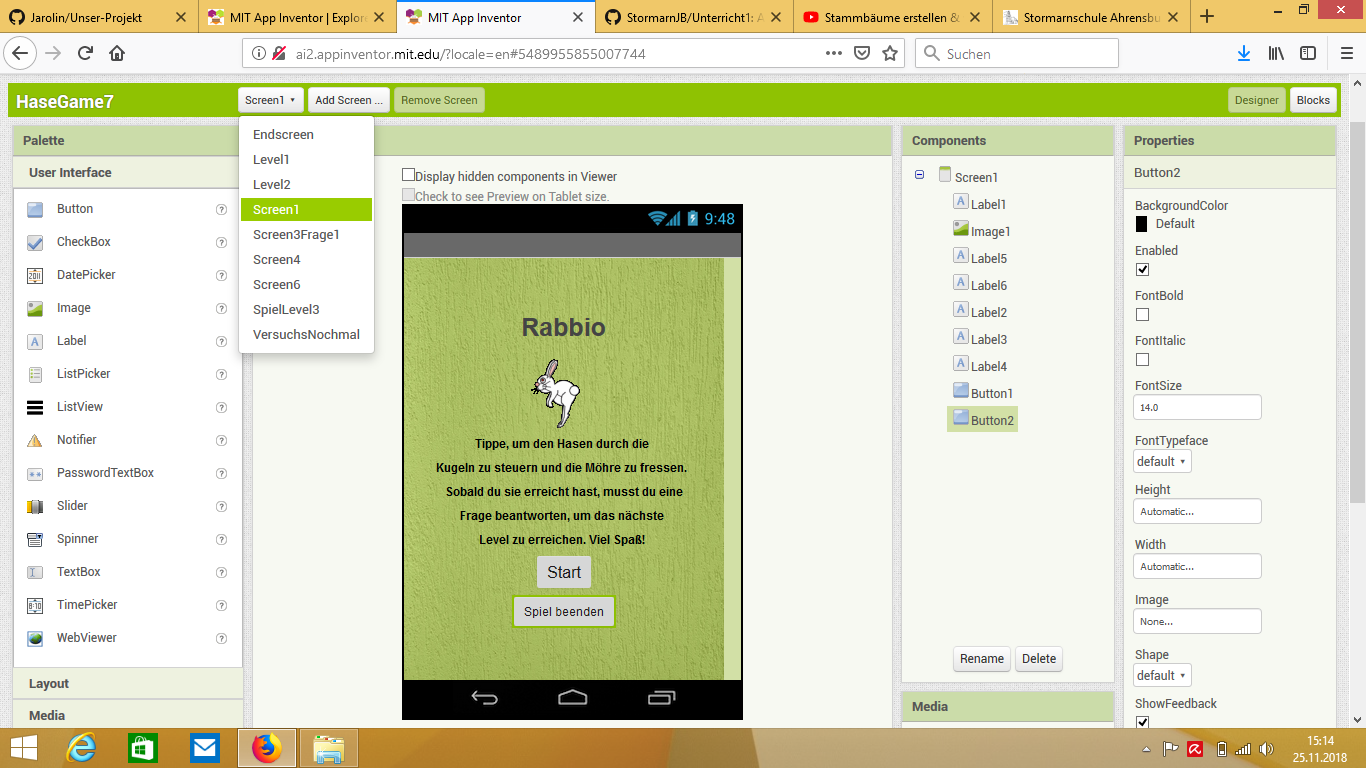 Jarolin/Unser-Projekt
MIT App Inventor | Explore
MIT App Inventor
StormarnJB/Unterricht1: A
Stammbäume erstellen &
Stormarnschule Ahrensbu
ai2.appinventor.mit.edu/?locale=en#5489955855007744
Suchen
HaseGame7
Screen1
Add Screen ...
Remove Screen
Designer
Blocks
Endscreen
Level1
Level2
Screen1
Screen3Frage1
Screen4
Screen6
SpielLevel3
VersuchsNochmal
Palette
User Interface
Button
CheckBox
DatePicker
Image
Label
ListPicker
ListView
Notifier
PasswordTextBox
Slider
Spinner
TextBox
TimePicker
WebViewer
Layout
Media
Display hidden components in Viewer
Check to see Preview on Tablet size.
9:48
Rabbio
Tippe, um den Hasen durch die
Kugeln zu steuern und die Möhre zu fressen.
Sobald du sie erreicht hast, musst du eine
Frage beantworten, um das nächste
Level zu erreichen. Viel Spaß!
Start
Spiel beenden
Components
Screen1
Label1
Image1
Label5
Label6
Label2
Label3
Label4
Button1
Button2
Rename
Delete
Media
Properties
Button2
BackgroundColor
Default
Enabled
FontBold
FontItalic
FontSize
14.0
FontTypeface
default
Height
Automatic...
Width
Automatic...
Image
None...
Shape
default
ShowFeedback
15:14
25.11.2018